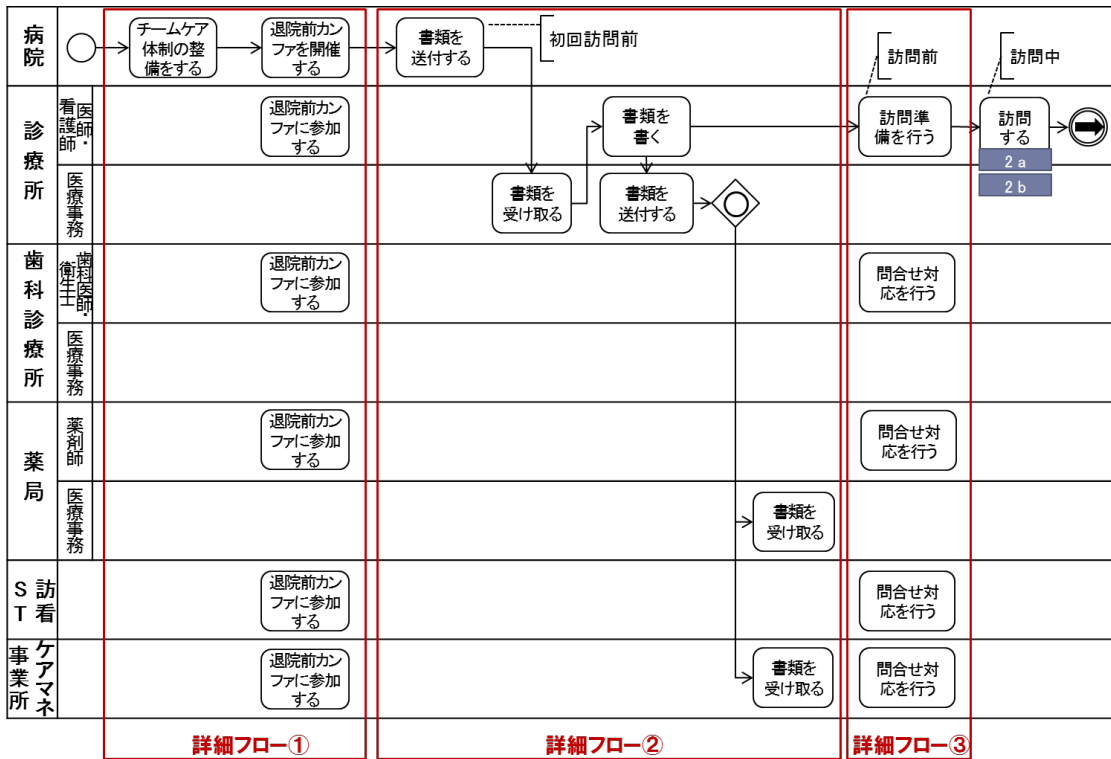 病院
チームケア
体制の整
備をする
退院前カン
ファを開催
する
書類を
送付する
初回訪問前
訪問前
訪問中
診療所
医師・
看護師
退院前カン
ファに参加
する
書類を
書く
訪問準
備を行う
訪問
する
2a
2b
医療事務
書類を
受け取る
書類を
送付する
歯科診療所
歯科医師・
衛生士
退院前カン
ファに参加
する
問合せ対
応を行う
医療事務
薬局
薬剤師
退院前カン
ファに参加
する
問合せ対
応を行う
医療事務
書類を
受け取る
訪看
ST
退院前カン
ファに参加
する
問合せ対
応を行う
ケアマネ
事業所
退院前カン
ファに参加
する
書類を
受け取る
問合せ対
応を行う
詳細フロー①
詳細フロー②
詳細フロー③